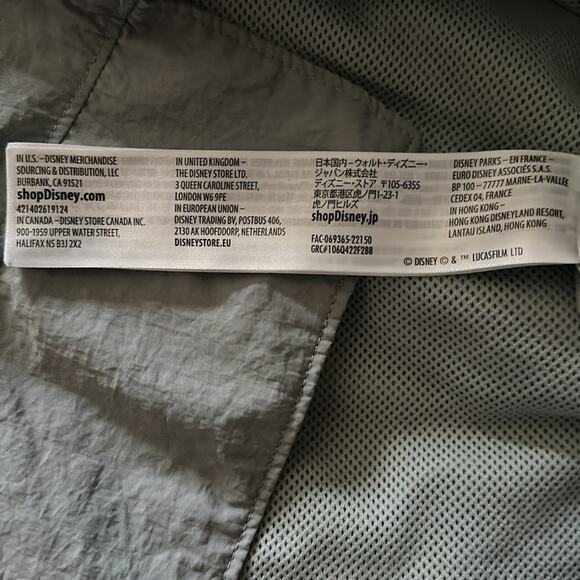 IN U.S. –DISNEY MERCHANDISE
SOURCING & DISTRIBUTION, LLC
BURBANK, CA 91521
shopDisney.com
421402619124
IN CANADA –DISNEY STORE CANADA INC.
900-1959 UPPER WATER STREET,
HALIFAX NS B3J 2X2
IN UNITED KINGDOM –
THE DISNEY STORE LTD.
3 QUEEN CAROLINE STREET,
LONDON W6 9PE
IN EUROPEAN UNION –
DISNEY TRADING BV, POSTBUS 406,
2130 AK HOOFDDORP, NETHERLANDS
DISNEYSTORE.EU
日本国内–ウォルト・ディズニー・
ジャパン株式会社
ディズニー・ストア 〒105-6355
東京都港区虎ノ門1-23-1
虎ノ門ヒルズ
shopDisney.jp
FAC-069365-22150
GRC#106Q422F288
DISNEY PARKS –EN FRANCE–
EURO DISNEY ASSOCIÉS S.A.S.
BP 100 – 77777 MARNE-LA-VALLÉE
CEDEX 04, FRANCE
IN HONG KONG –
HONG KONG DISNEYLAND RESORT,
LANTAU ISLAND, HONG KONG
© DISNEY © & ™ LUCASFILM LTD